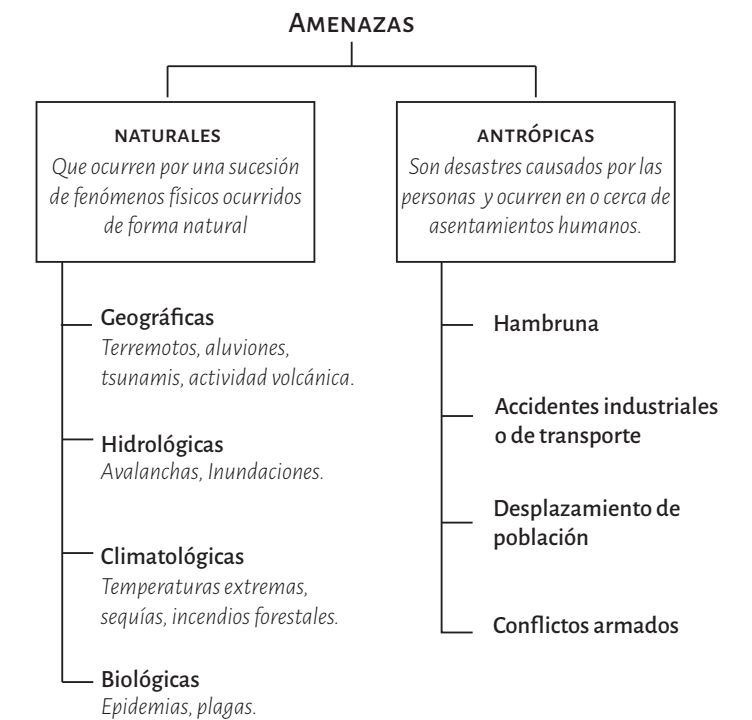 AMENAZAS
NATURALES
Que ocurren por una sucesión
de fenómenos físicos ocurridos
de forma natural
Geográficas
Terremotos, aluviones,
tsunamis, actividad volcánica.
Hidrológicas
Avalanchas, Inundaciones.
Climatológicas
Temperaturas extremas,
sequías, incendios forestales.
Biológicas
Epidemias, plagas.
ANTRÓPICAS
Son desastres causados por las
personas y ocurren en o cerca de
asentamientos humanos.
Hambruna
Accidentes industriales
o de transporte
Desplazamiento de
población
Conflictos armados